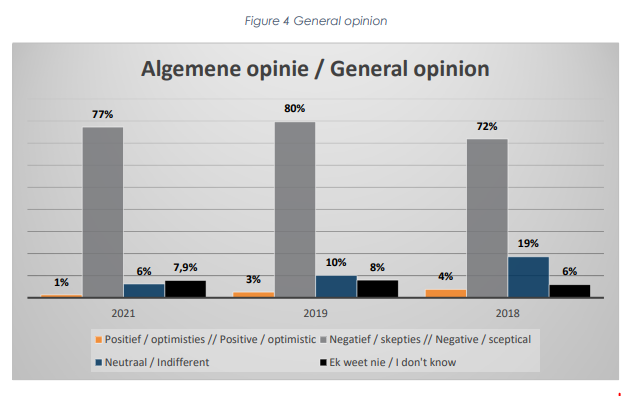 Figure 4 General opinion
Algemene opinie / General opinion
77%
80%
72%
1%
6%
7,9%
3%
10%
8%
4%
19%
6%
2021
2019
2018
Positief / optimisties // Positive / optimistic
Negatief / skepties // Negative / sceptical
Neutraal / Indifferent
Ek weet nie / I don't know